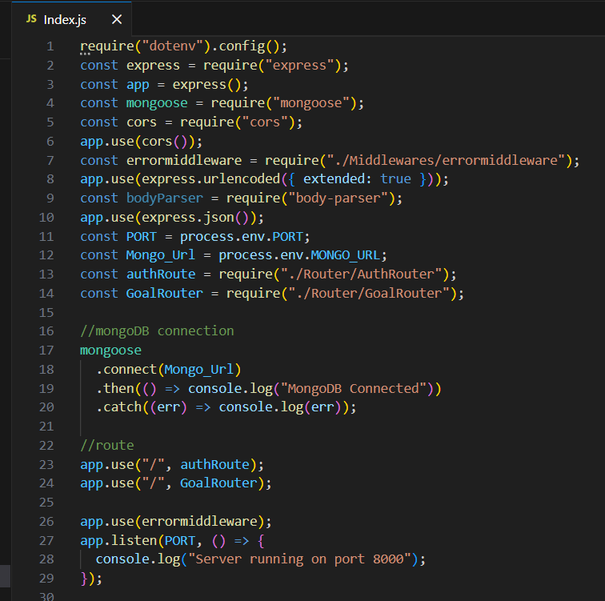 JS Index.js ×
1 require("dotenv").config();
2 const express = require("express");
3 const app = express();
4 const mongoose = require("mongoose");
5 const cors = require("cors");
6 app.use(cors());
7 const errormiddleware = require("./Middlewares/errormiddleware");
8 app.use(express.urlencoded({ extended: true }));
9 const bodyParser = require("body-parser");
10 app.use(express.json());
11 const PORT = process.env.PORT;
12 const Mongo_Url = process.env.MONGO_URL;
13 const authRoute = require("./Router/AuthRouter");
14 const GoalRouter = require("./Router/GoalRouter");
15
16 //mongoDB connection
17 mongoose
18   .connect(Mongo_Url)
19   .then(() => console.log("MongoDB Connected"))
20   .catch((err) => console.log(err));
21
22 //route
23 app.use("/", authRoute);
24 app.use("/", GoalRouter);
25
26 app.use(errormiddleware);
27 app.listen(PORT, () => {
28   console.log("Server running on port 8000");
29 });
30